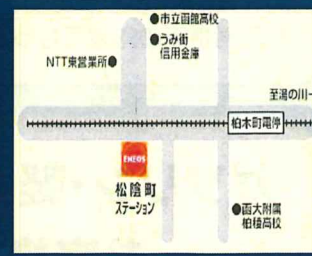 ●市立函館高校
●うみ街
信用金庫
NTT東営業所●
至湯の川
柏木町電停
ENEOS
松陰町
ステーション
●函大附属
柏稜高校